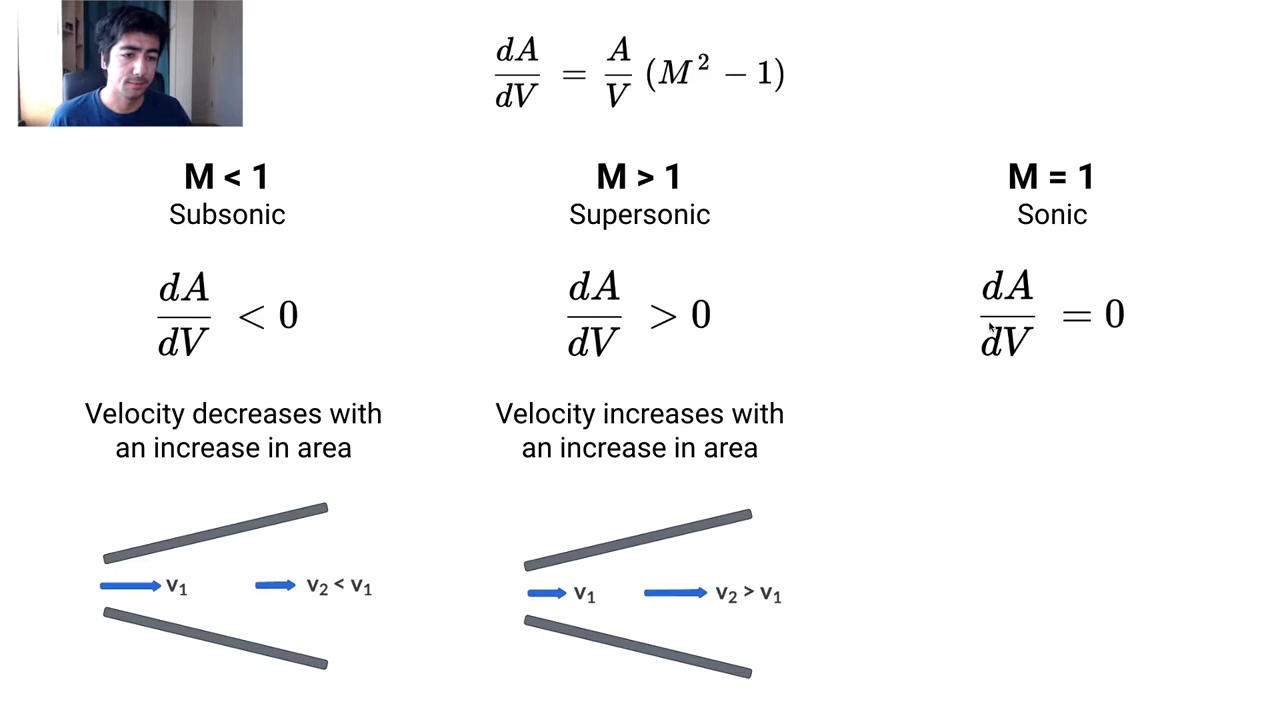 dA/dV = A/V (M² − 1)
M < 1
Subsonic
dA/dV < 0
Velocity decreases with
an increase in area
v₁
v₂ < v₁
M > 1
Supersonic
dA/dV > 0
Velocity increases with
an increase in area
v₁
v₂ > v₁
M = 1
Sonic
dA/dV = 0